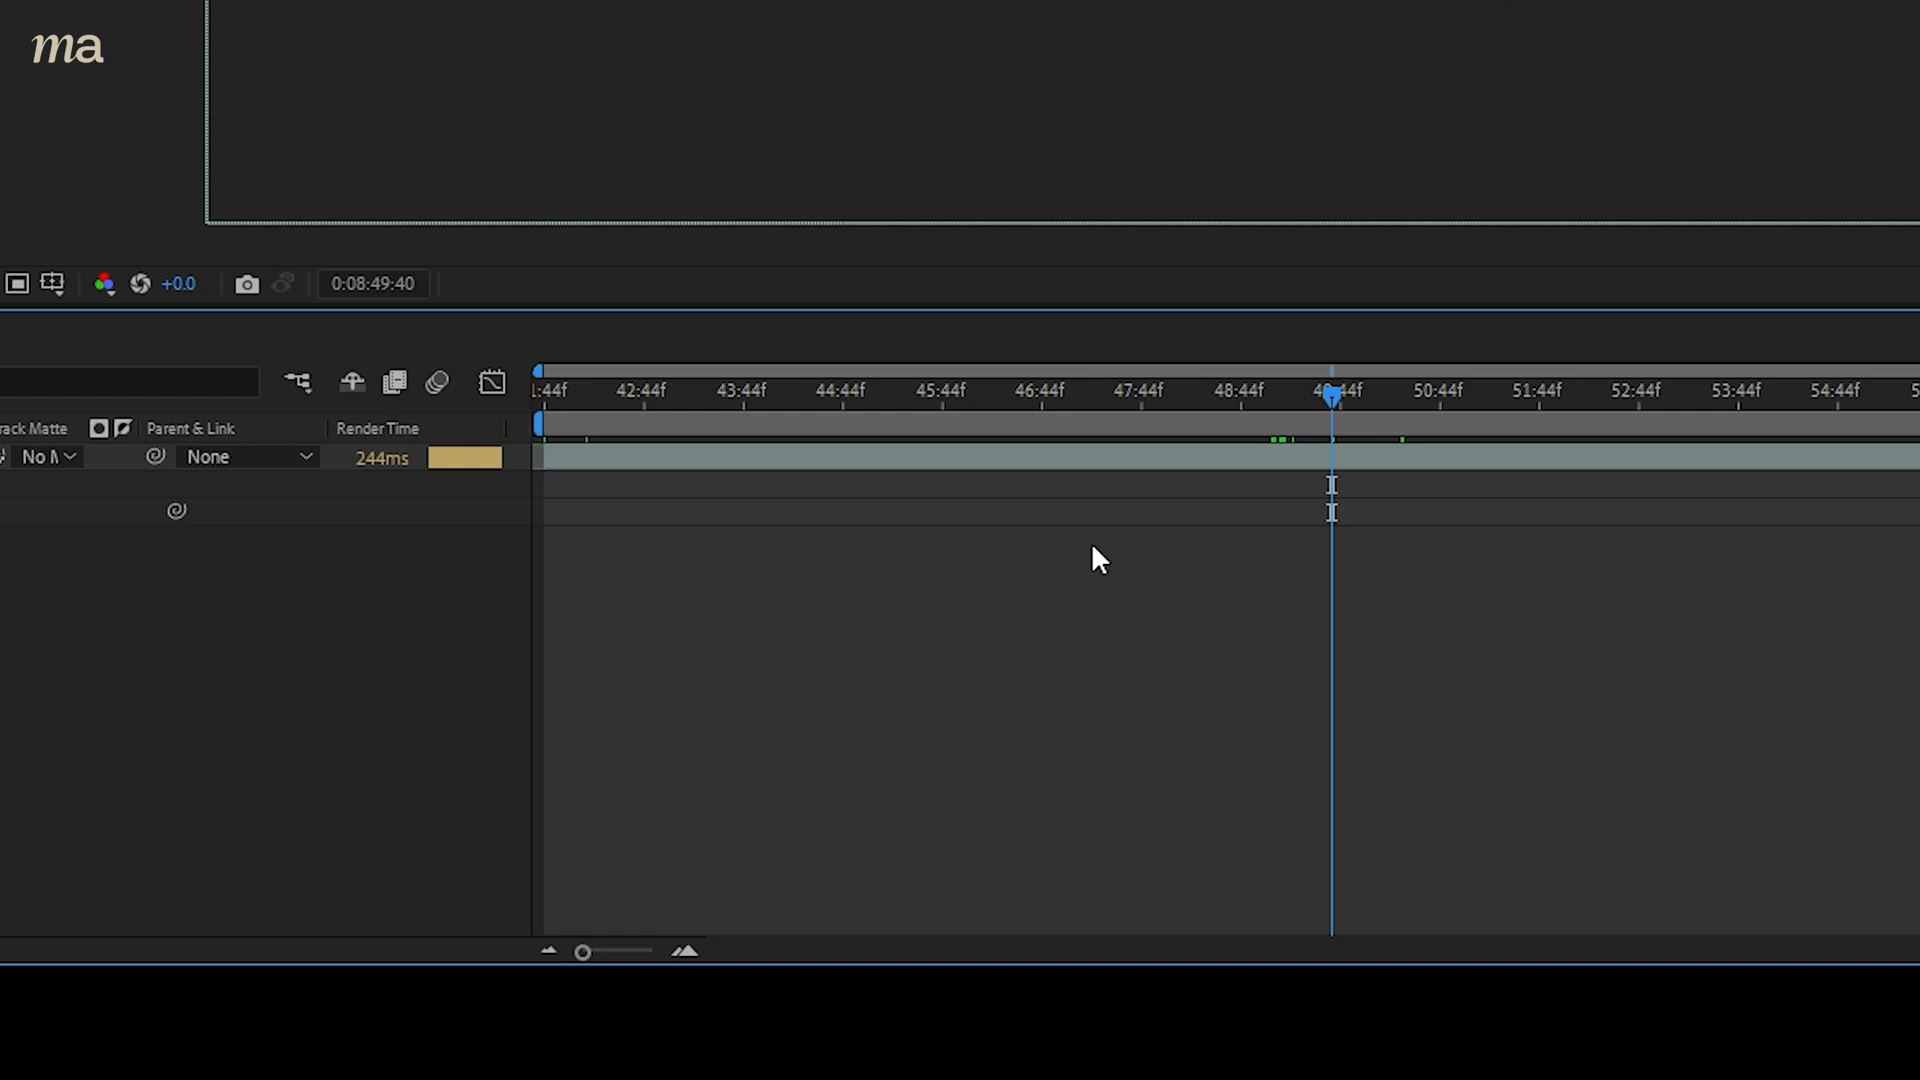 ma
+0.0 0:08:49:40
:44f 42:44f 43:44f 44:44f 45:44f 46:44f 47:44f 48:44f 50:44f 51:44f 52:44f 53:44f 54:44f
rack Matte Parent & Link Render Time
No M None 244ms